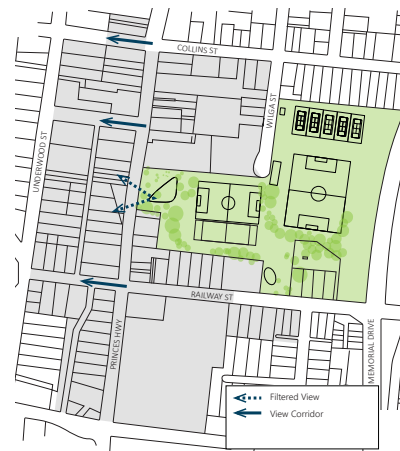 COLLINS ST
WILGA ST
UNDERWOOD ST
RAILWAY ST
PRINCES HWY
MEMORIAL DRIVE
Filtered View
View Corridor